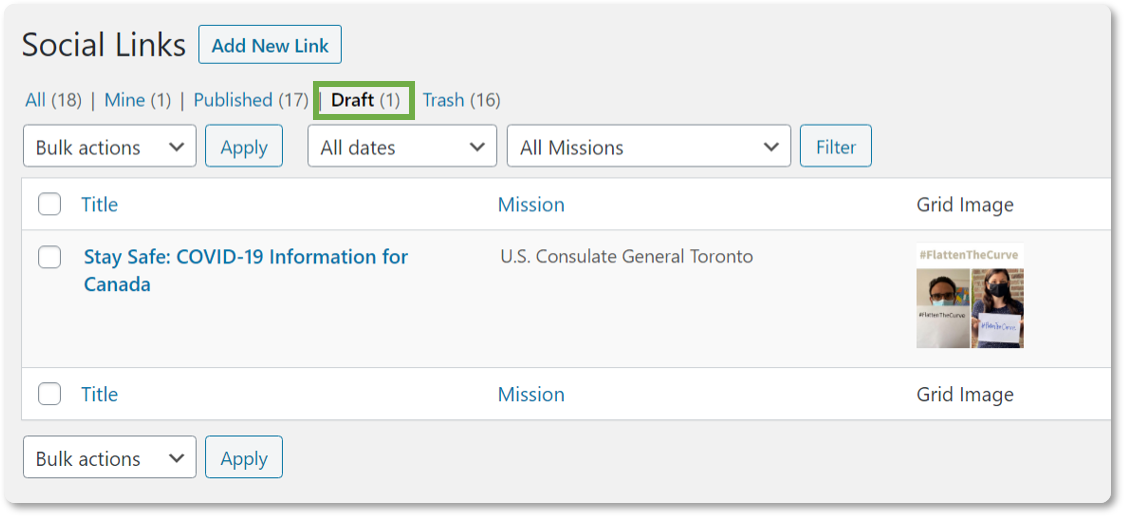 Social Links Add New Link
All (18) | Mine (1) | Published (17) | Draft (1) Trash (16)
Bulk actions Apply All dates All Missions Filter
Title Mission Grid Image
Stay Safe: COVID-19 Information for
Canada
U.S. Consulate General Toronto
#FlattenTheCurve
#FlattenTheCurve
#FlattenTheCurve
Title Mission Grid Image
Bulk actions Apply